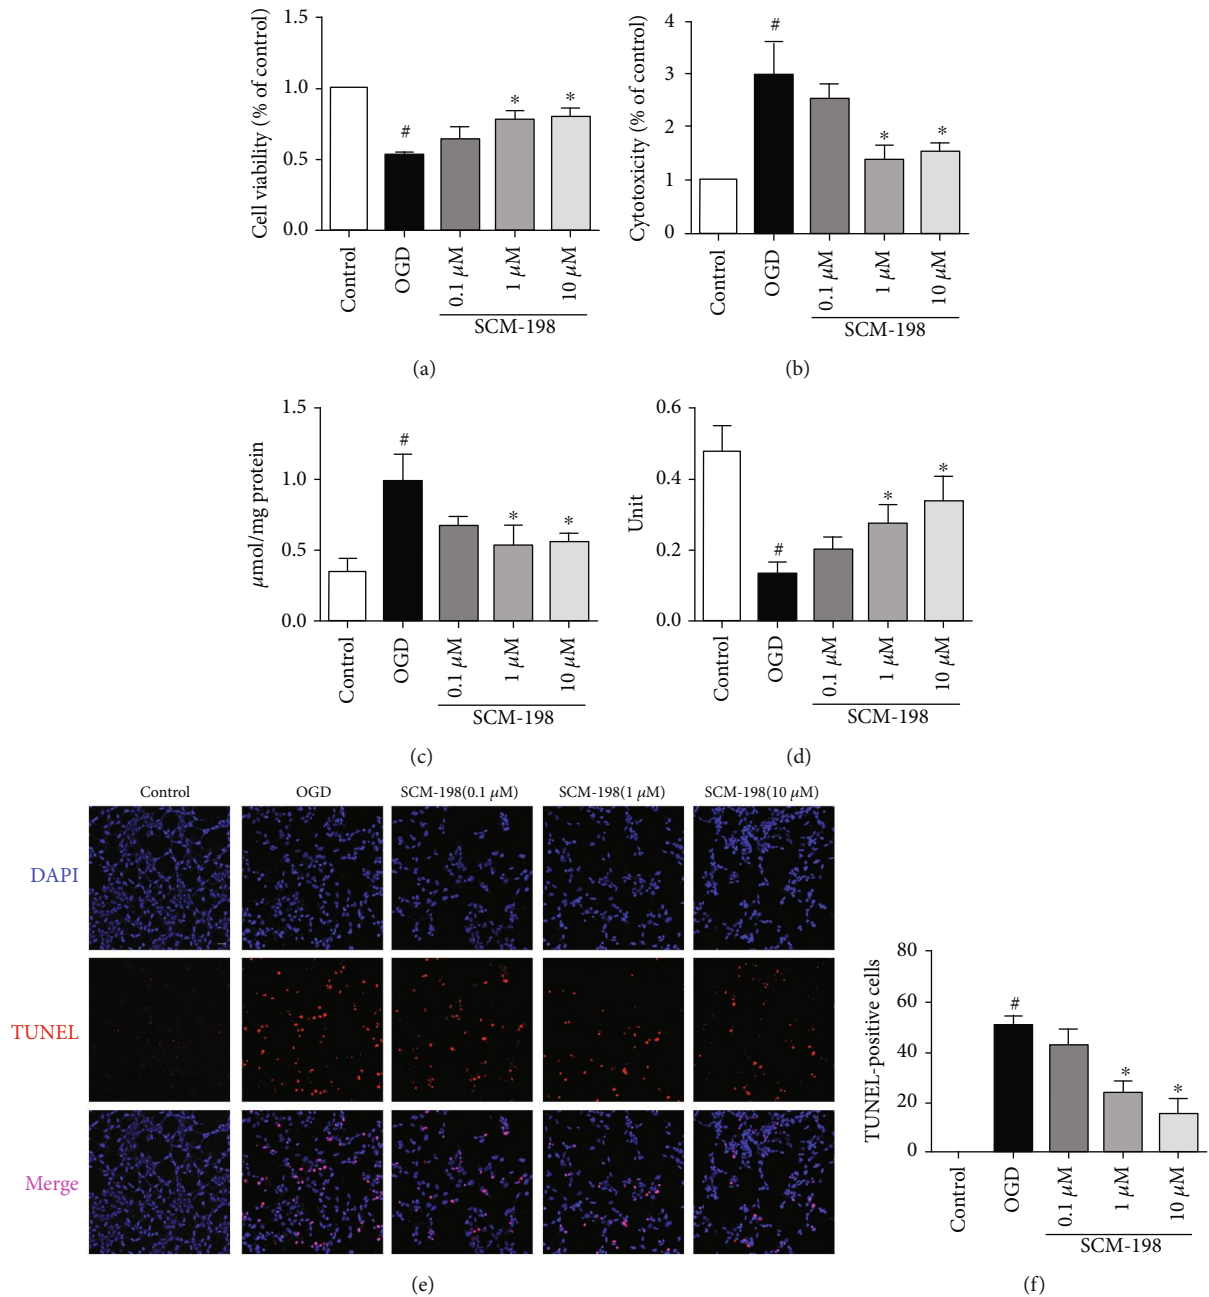 Cell viability (% of control)
1.5
1.0
0.5
0.0
#
*
*
Control
OGD
0.1 μM
1 μM
10 μM
SCM-198
(a)
Cytotoxicity (% of control)
4
3
2
1
0
#
*
*
Control
OGD
0.1 μM
1 μM
10 μM
SCM-198
(b)
μmol/mg protein
1.5
1.0
0.5
0.0
#
*
*
Control
OGD
0.1 μM
1 μM
10 μM
SCM-198
(c)
Unit
0.6
0.4
0.2
0.0
#
*
*
Control
OGD
0.1 μM
1 μM
10 μM
SCM-198
(d)
Control
OGD
SCM-198(0.1 μM)
SCM-198(1 μM)
SCM-198(10 μM)
DAPI
TUNEL
Merge
(e)
TUNEL-positive cells
80
60
40
20
0
#
*
*
Control
OGD
0.1 μM
1 μM
10 μM
SCM-198
(f)